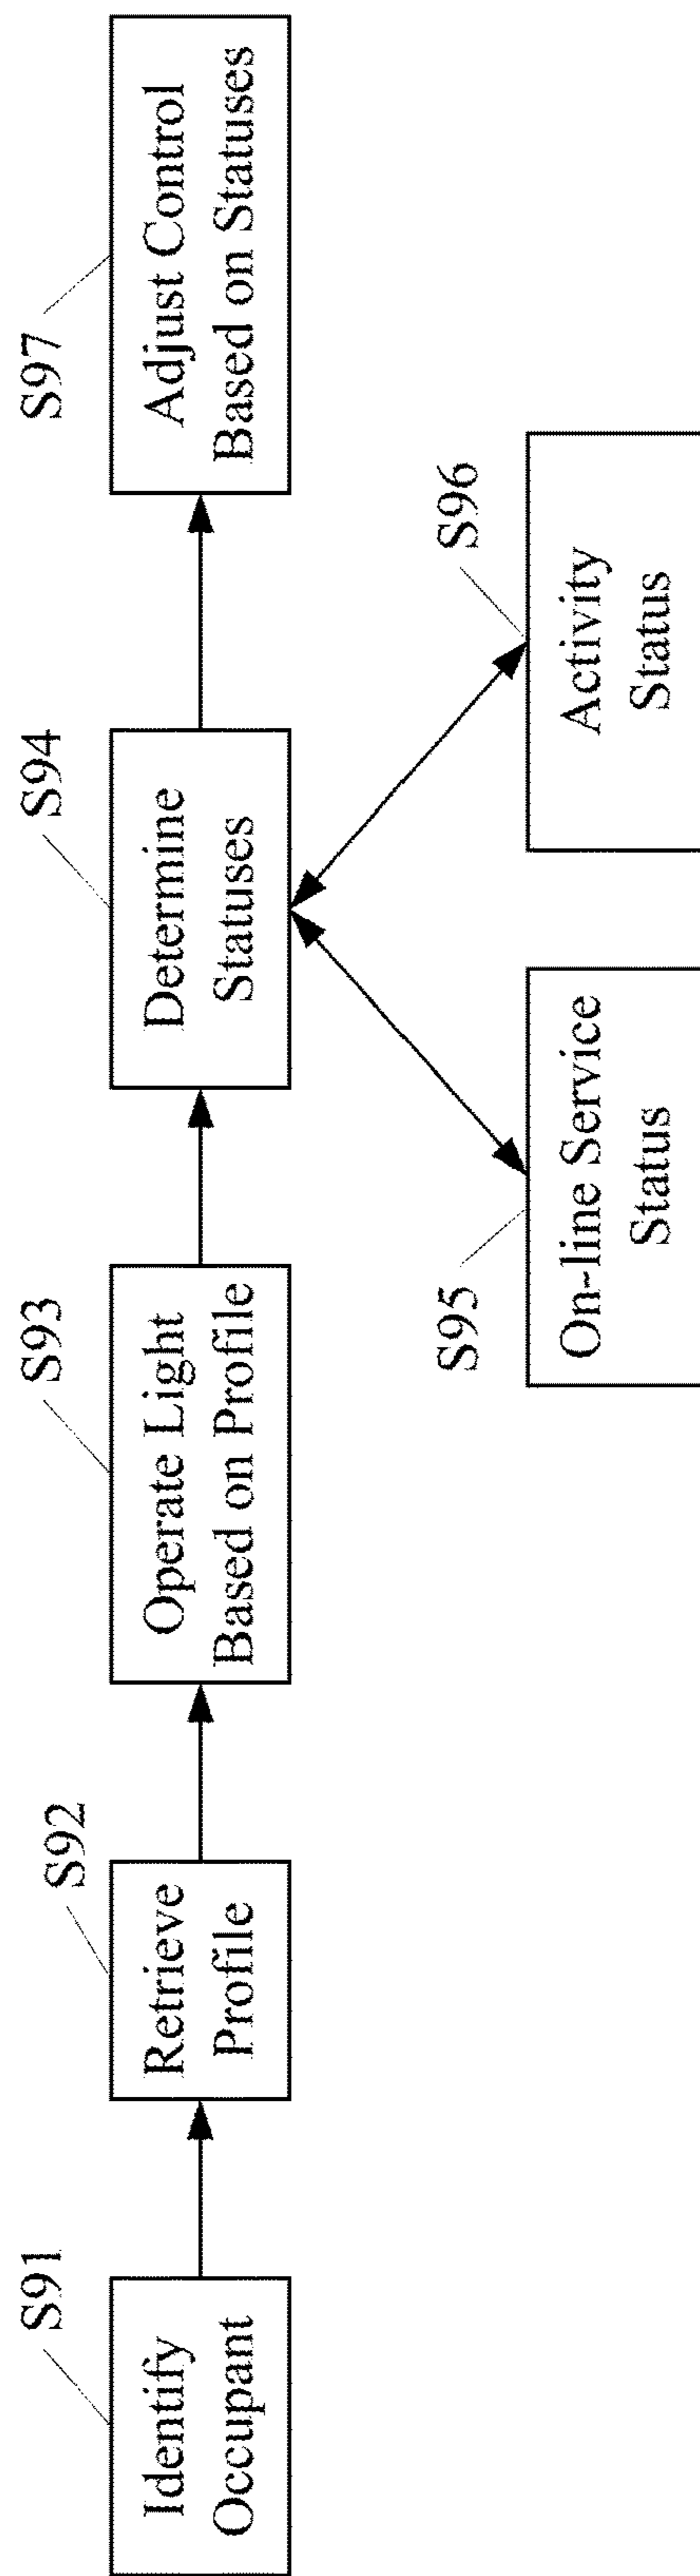 S91
Identify
Occupant
S92
Retrieve
Profile
S93
Operate Light
Based on Profile
S94
Determine
Statuses
S97
Adjust Control
Based on Statuses
S95
On-line Service
Status
S96
Activity
Status